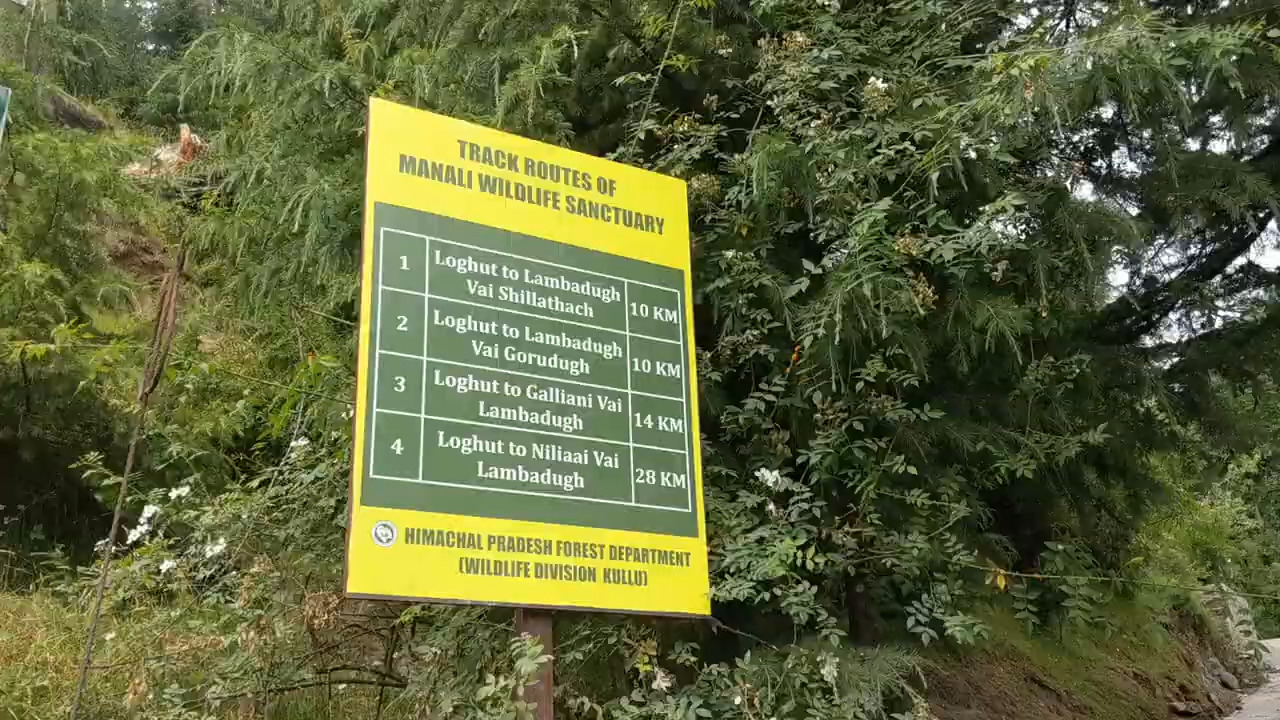 TRACK ROUTES OF
MANALI WILDLIFE SANCTUARY
1 Loghut to Lambadugh
Vai Shillathach 10 KM
2 Loghut to Lambadugh
Vai Gorudugh 10 KM
3 Loghut to Galliani Vai
Lambadugh 14 KM
4 Loghut to Niliaai Vai
Lambadugh 28 KM
HIMACHAL PRADESH FOREST DEPARTMENT
(WILDLIFE DIVISION KULLU)